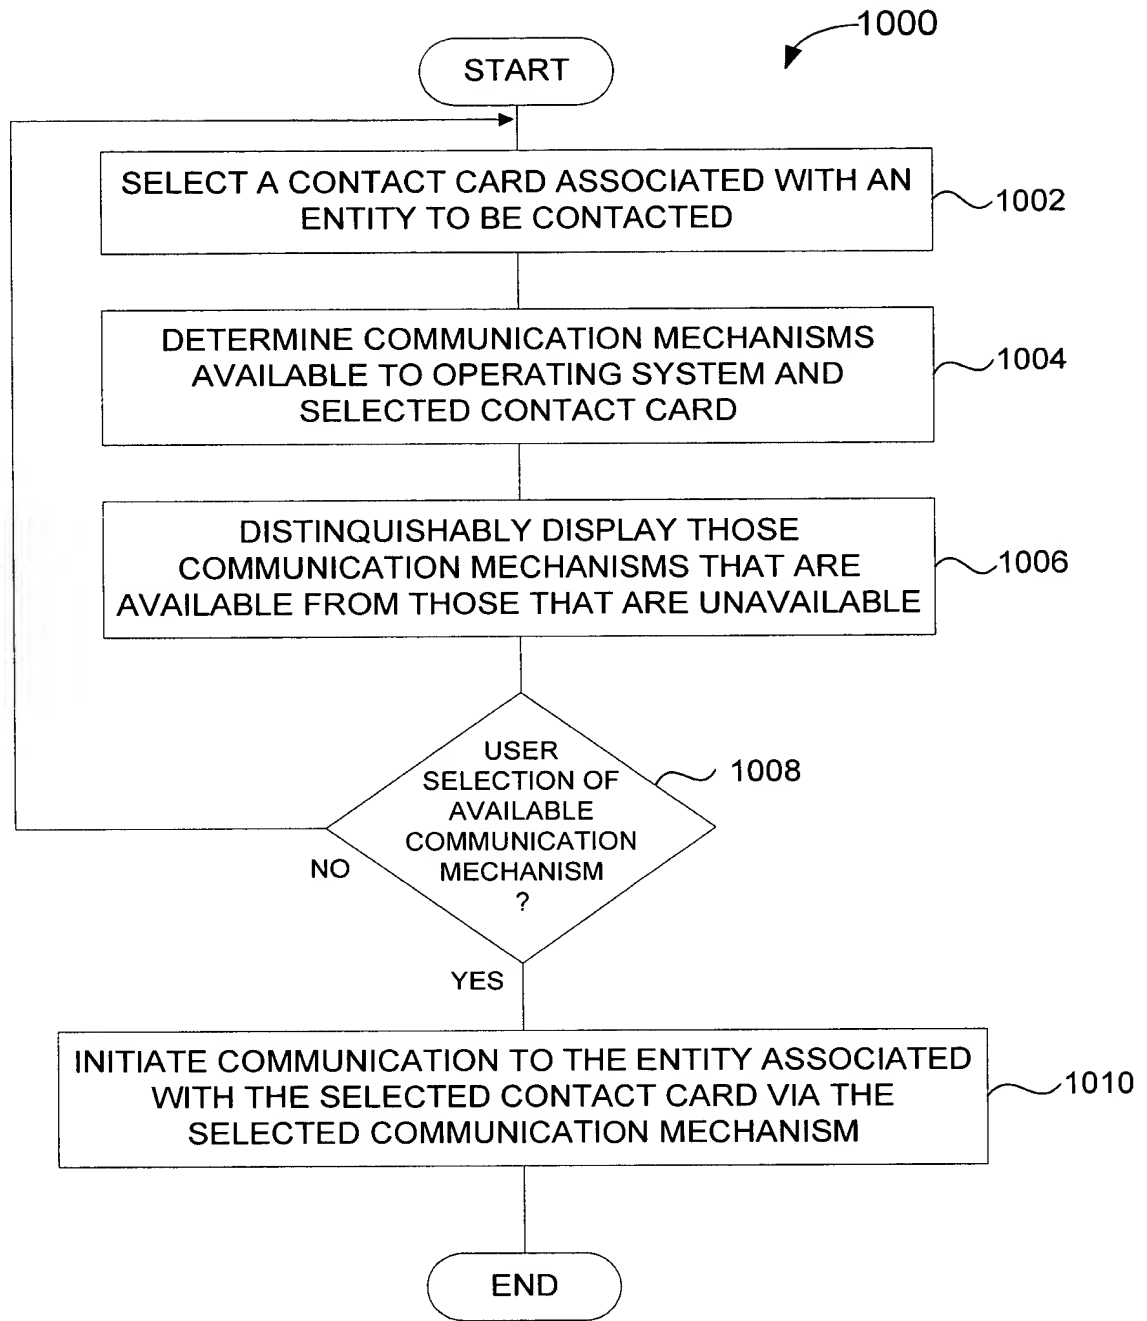 1000
START
SELECT A CONTACT CARD ASSOCIATED WITH AN
ENTITY TO BE CONTACTED
1002
DETERMINE COMMUNICATION MECHANISMS
AVAILABLE TO OPERATING SYSTEM AND
SELECTED CONTACT CARD
1004
DISTINQUISHABLY DISPLAY THOSE
COMMUNICATION MECHANISMS THAT ARE
AVAILABLE FROM THOSE THAT ARE UNAVAILABLE
1006
USER
SELECTION OF
AVAILABLE
COMMUNICATION
MECHANISM
?
1008
NO
YES
INITIATE COMMUNICATION TO THE ENTITY ASSOCIATED
WITH THE SELECTED CONTACT CARD VIA THE
SELECTED COMMUNICATION MECHANISM
1010
END